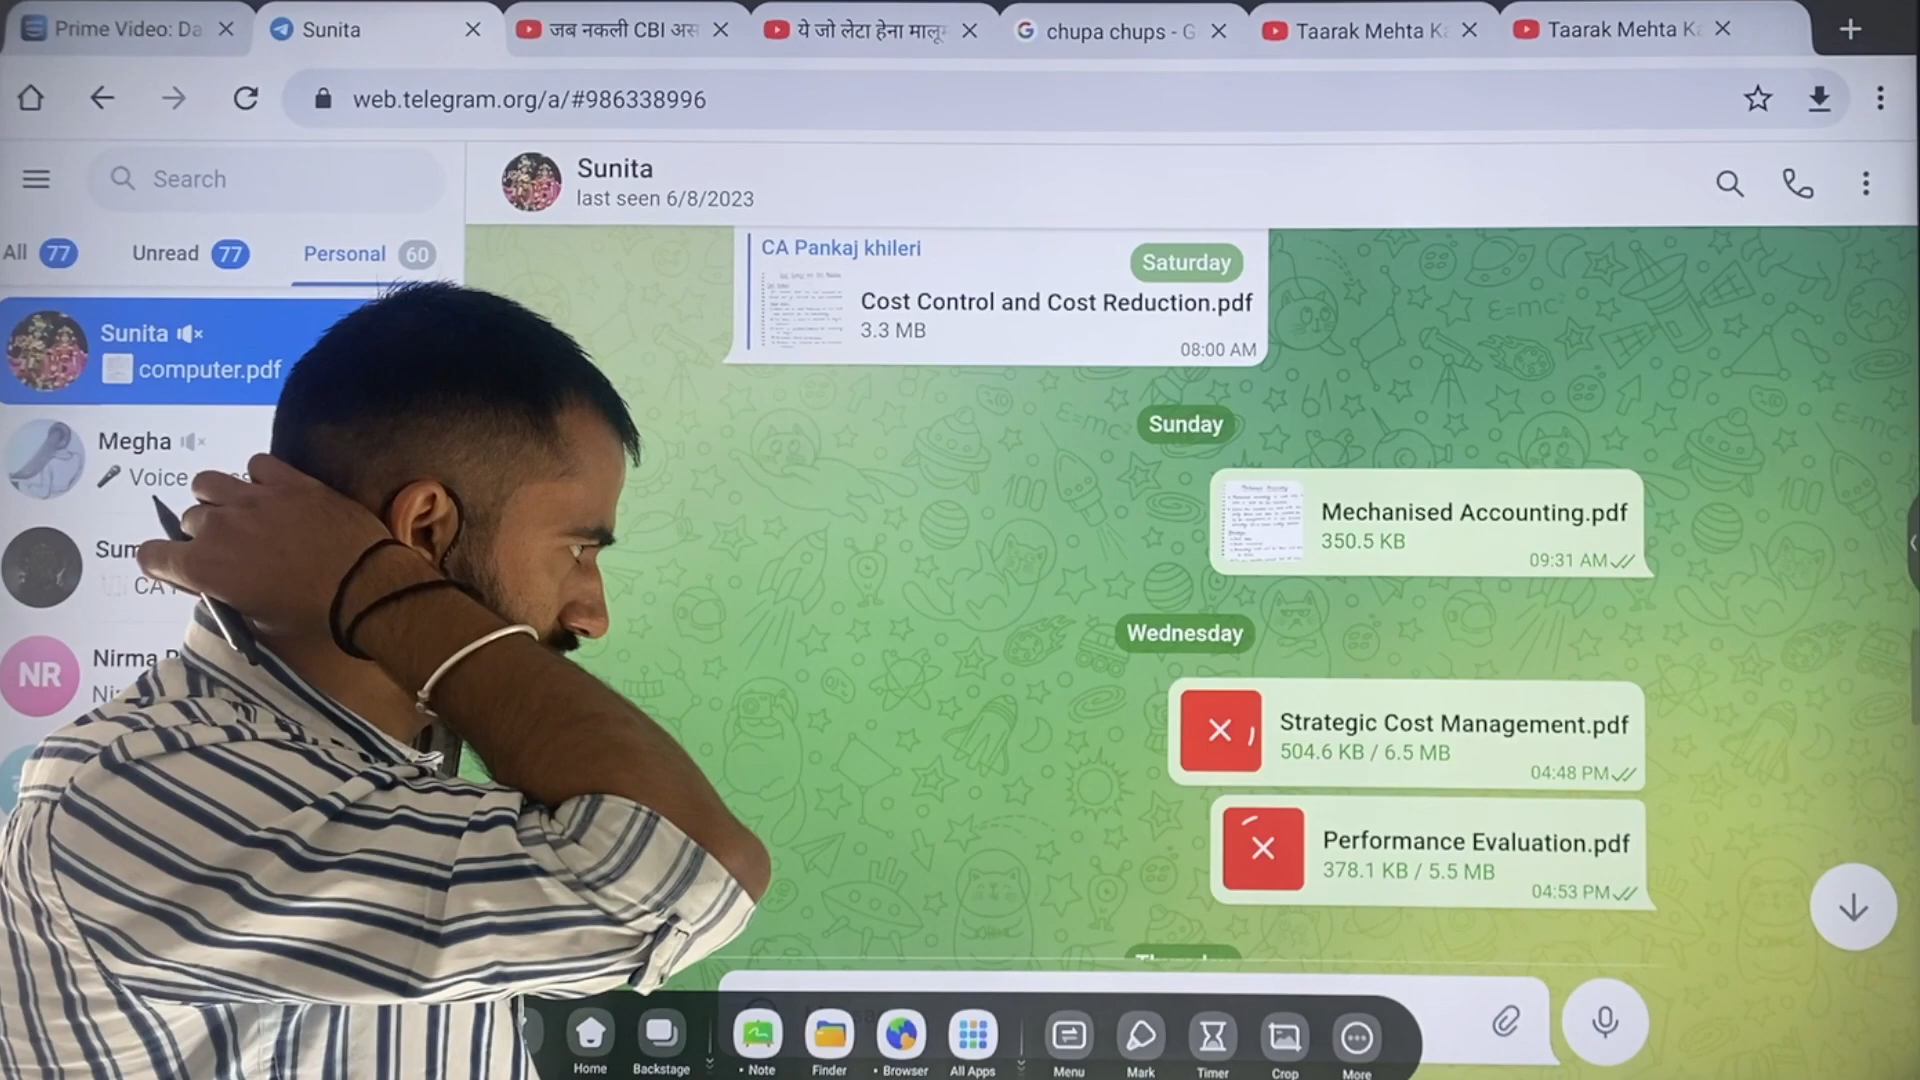 Prime Video: Da
Sunita
जब नकली CBI अस
ये जो लेटा हेना मालू
chupa chups - G
Taarak Mehta Ka
Taarak Mehta Ka
web.telegram.org/a/#986338996
Search
Sunita
last seen 6/8/2023
All 77
Unread 77
Personal 60
CA Pankaj khileri
Saturday
Cost Control and Cost Reduction.pdf
3.3 MB
08:00 AM
Sunita
computer.pdf
Sunday
Megha
Voice
Mechanised Accounting.pdf
350.5 KB
09:31 AM
Sum
CA
Wednesday
NR
Nirma
Strategic Cost Management.pdf
504.6 KB / 6.5 MB
04:48 PM
Performance Evaluation.pdf
378.1 KB / 5.5 MB
04:53 PM
Home
Backstage
Note
Finder
Browser
All Apps
Menu
Mark
Timer
Crop
More